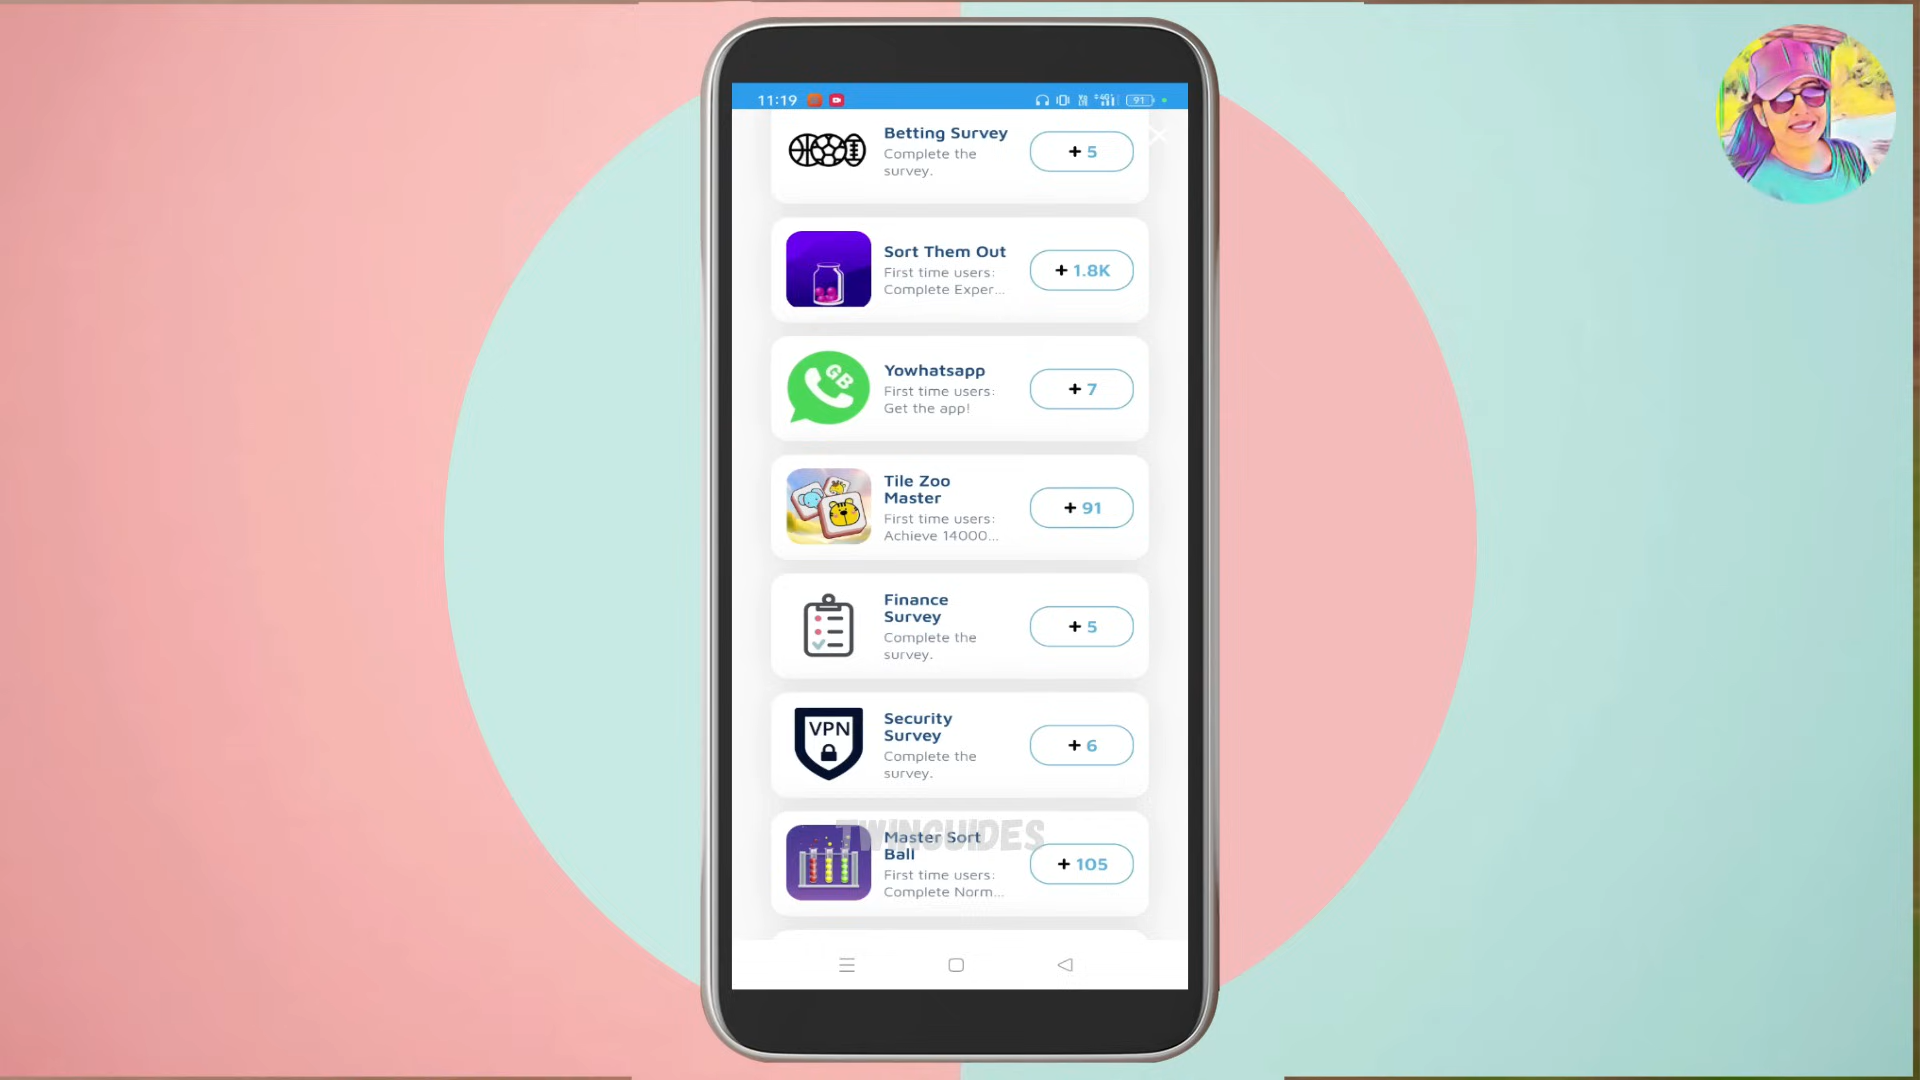 11:19
91
Betting Survey
Complete the
survey.
+ 5
Sort Them Out
First time users:
Complete Exper...
+ 1.8K
GB
Yowhatsapp
First time users:
Get the app!
+ 7
Tile Zoo
Master
First time users:
Achieve 14000...
+ 91
Finance
Survey
Complete the
survey.
+ 5
VPN
Security
Survey
Complete the
survey.
+ 6
TWINGUIDES
Master Sort
Ball
First time users:
Complete Norm...
+ 105